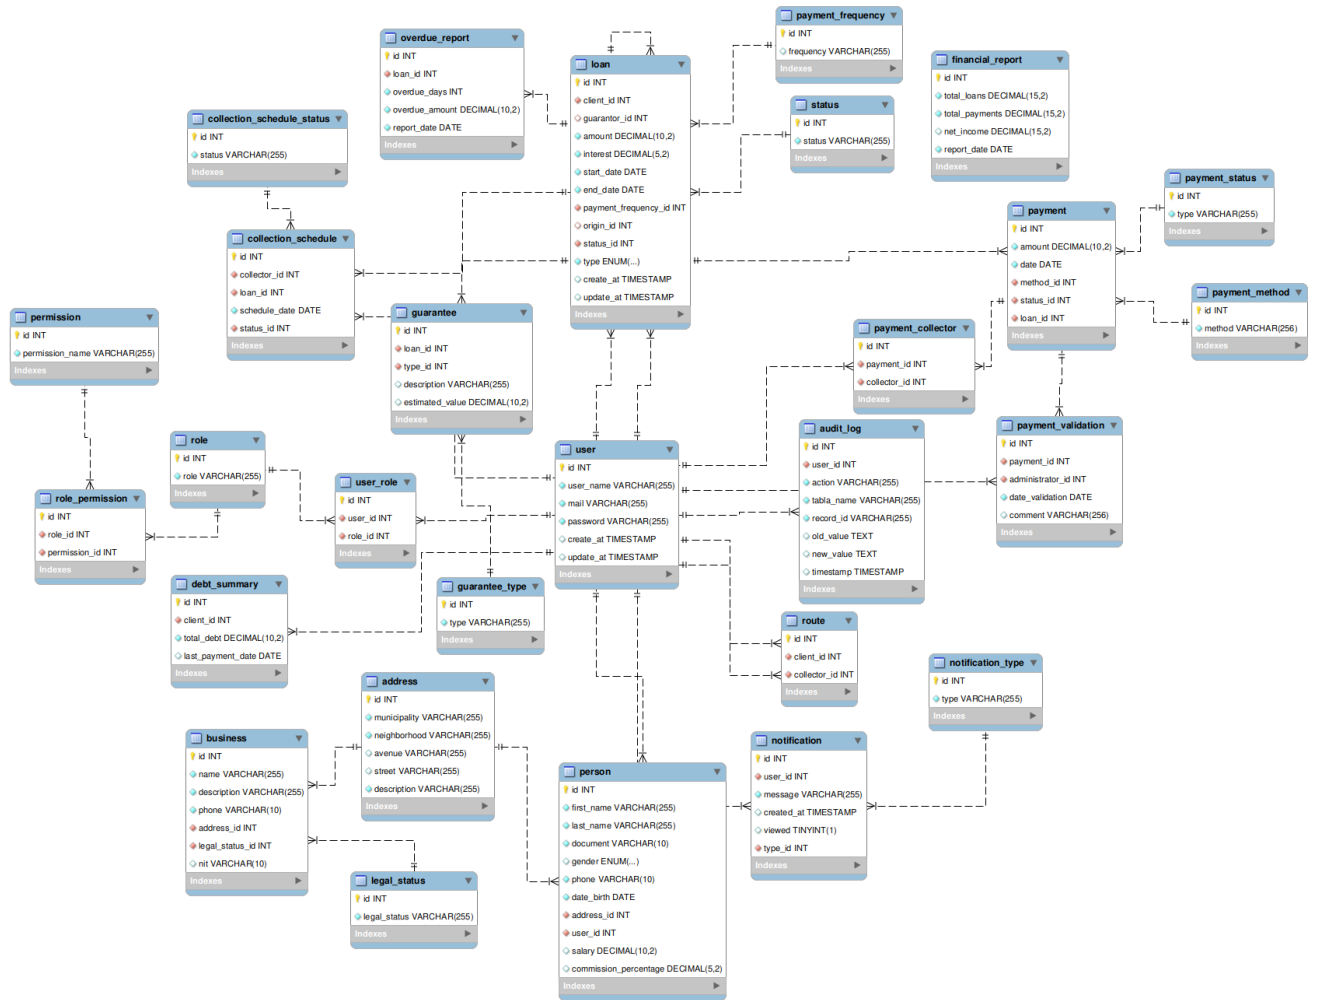 overdue_report
id INT
loan_id INT
overdue_days INT
overdue_amount DECIMAL(10,2)
report_date DATE
Indexes
loan
id INT
client_id INT
guarantor_id INT
amount DECIMAL(10,2)
interest DECIMAL(5,2)
start_date DATE
end_date DATE
payment_frequency_id INT
origin_id INT
status_id INT
type ENUM(...)
create_at TIMESTAMP
update_at TIMESTAMP
Indexes
payment_frequency
id INT
frequency VARCHAR(255)
Indexes
status
id INT
status VARCHAR(255)
Indexes
financial_report
id INT
total_loans DECIMAL(15,2)
total_payments DECIMAL(15,2)
net_income DECIMAL(15,2)
report_date DATE
Indexes
collection_schedule_status
id INT
status VARCHAR(255)
Indexes
payment_status
id INT
type VARCHAR(255)
Indexes
payment
id INT
amount DECIMAL(10,2)
date DATE
method_id INT
status_id INT
loan_id INT
Indexes
collection_schedule
id INT
collector_id INT
loan_id INT
schedule_date DATE
status_id INT
Indexes
payment_method
id INT
method VARCHAR(256)
Indexes
permission
id INT
permission_name VARCHAR(255)
Indexes
guarantee
id INT
loan_id INT
type_id INT
description VARCHAR(255)
estimated_value DECIMAL(10,2)
Indexes
payment_collector
id INT
payment_id INT
collector_id INT
Indexes
audit_log
id INT
user_id INT
action VARCHAR(255)
tabla_name VARCHAR(255)
record_id VARCHAR(255)
old_value TEXT
new_value TEXT
timestamp TIMESTAMP
Indexes
payment_validation
id INT
payment_id INT
administrator_id INT
date_validation DATE
comment VARCHAR(256)
Indexes
role
id INT
role VARCHAR(255)
Indexes
user
id INT
user_name VARCHAR(255)
mail VARCHAR(255)
password VARCHAR(255)
create_at TIMESTAMP
update_at TIMESTAMP
Indexes
user_role
id INT
user_id INT
role_id INT
Indexes
role_permission
id INT
role_id INT
permission_id INT
Indexes
debt_summary
id INT
client_id INT
total_debt DECIMAL(10,2)
last_payment_date DATE
Indexes
guarantee_type
id INT
type VARCHAR(255)
Indexes
route
id INT
client_id INT
collector_id INT
Indexes
notification_type
id INT
type VARCHAR(255)
Indexes
address
id INT
municipality VARCHAR(255)
neighborhood VARCHAR(255)
avenue VARCHAR(255)
street VARCHAR(255)
description VARCHAR(255)
Indexes
business
id INT
name VARCHAR(255)
description VARCHAR(255)
phone VARCHAR(10)
address_id INT
legal_status_id INT
nit VARCHAR(10)
Indexes
notification
id INT
user_id INT
message VARCHAR(255)
created_at TIMESTAMP
viewed TINYINT(1)
type_id INT
Indexes
person
id INT
first_name VARCHAR(255)
last_name VARCHAR(255)
document VARCHAR(10)
gender ENUM(...)
phone VARCHAR(10)
date_birth DATE
address_id INT
user_id INT
salary DECIMAL(10,2)
commission_percentage DECIMAL(5,2)
Indexes
legal_status
id INT
legal_status VARCHAR(255)
Indexes